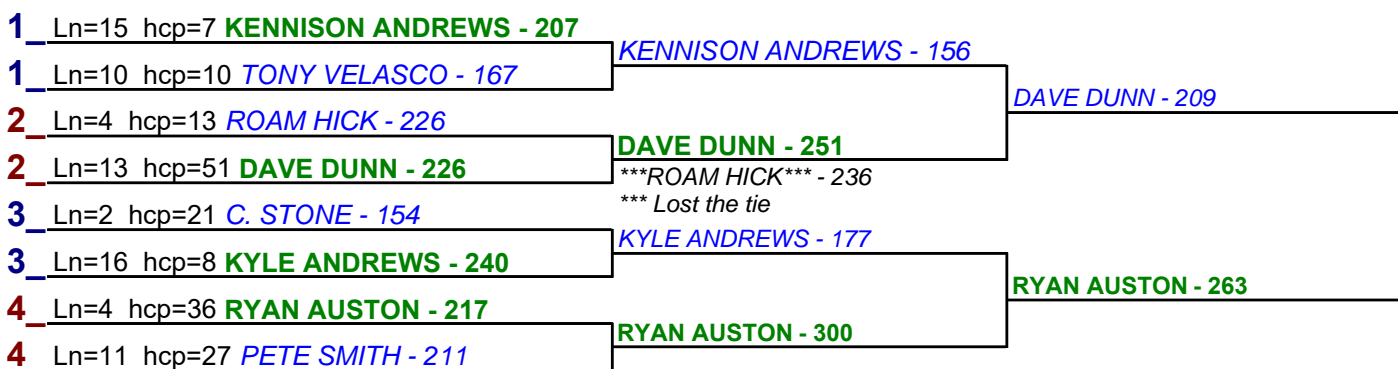 1_ Ln=15 hcp=7 KENNISON ANDREWS - 207
KENNISON ANDREWS - 156
1_ Ln=10 hcp=10 TONY VELASCO - 167
DAVE DUNN - 209
2_ Ln=4 hcp=13 ROAM HICK - 226
DAVE DUNN - 251
2_ Ln=13 hcp=51 DAVE DUNN - 226
***ROAM HICK*** - 236
*** Lost the tie
3_ Ln=2 hcp=21 C. STONE - 154
KYLE ANDREWS - 177
3_ Ln=16 hcp=8 KYLE ANDREWS - 240
RYAN AUSTON - 263
4_ Ln=4 hcp=36 RYAN AUSTON - 217
RYAN AUSTON - 300
4 Ln=11 hcp=27 PETE SMITH - 211